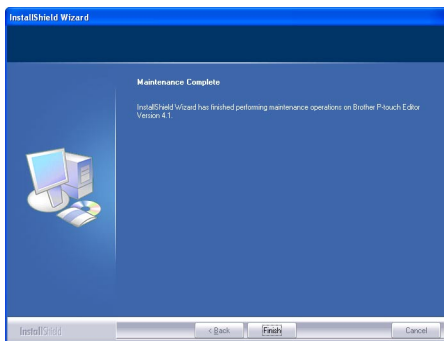 InstallShield Wizard
Maintenance Complete
InstallShield Wizard has finished performing maintenance operations on Brother P-touch Editor
Version 4.1.
InstallShield
< Back
Finish
Cancel